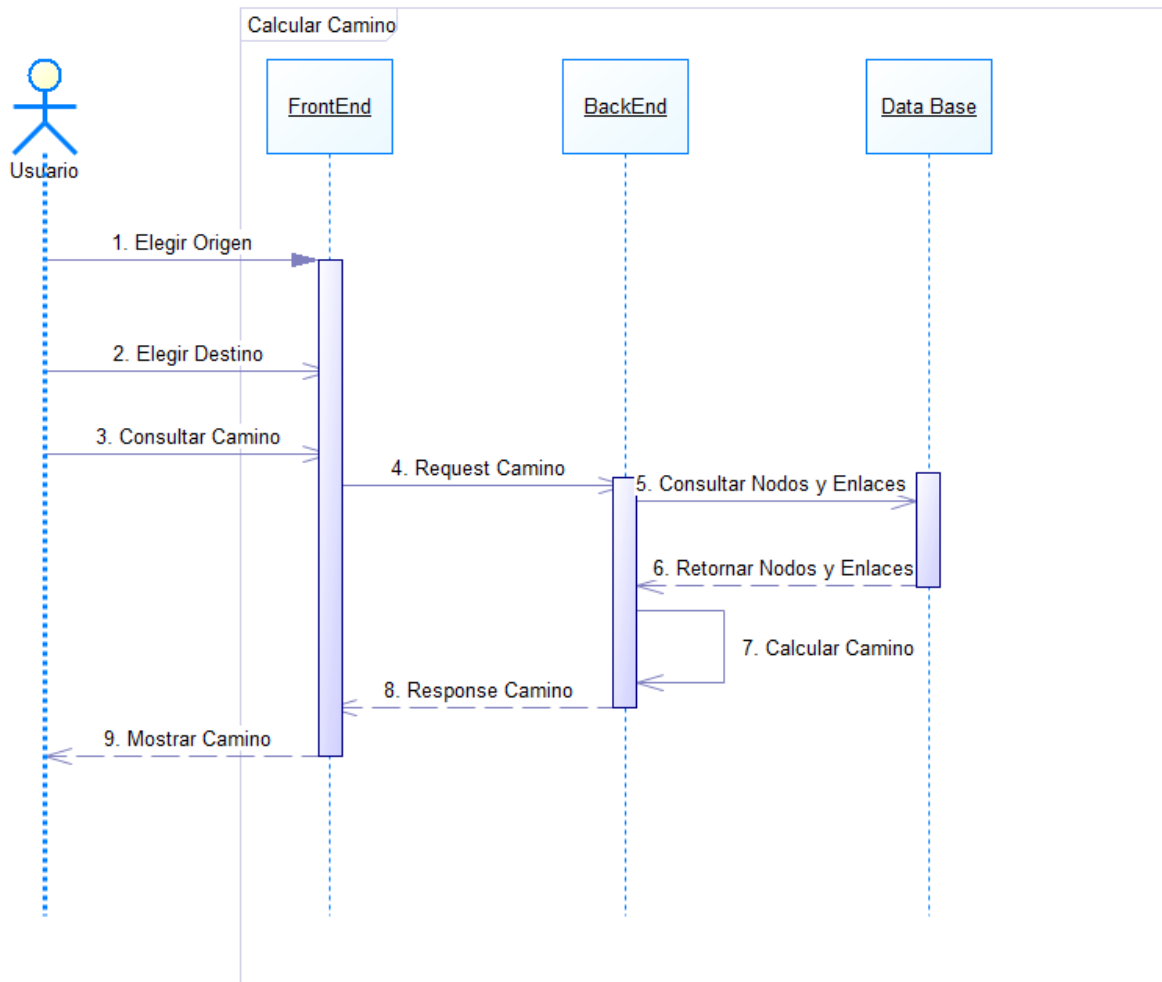 Calcular Camino
FrontEnd
BackEnd
Data Base
Usuario
1. Elegir Origen
2. Elegir Destino
3. Consultar Camino
4. Request Camino
5. Consultar Nodos y Enlaces
6. Retornar Nodos y Enlaces
7. Calcular Camino
8. Response Camino
9. Mostrar Camino